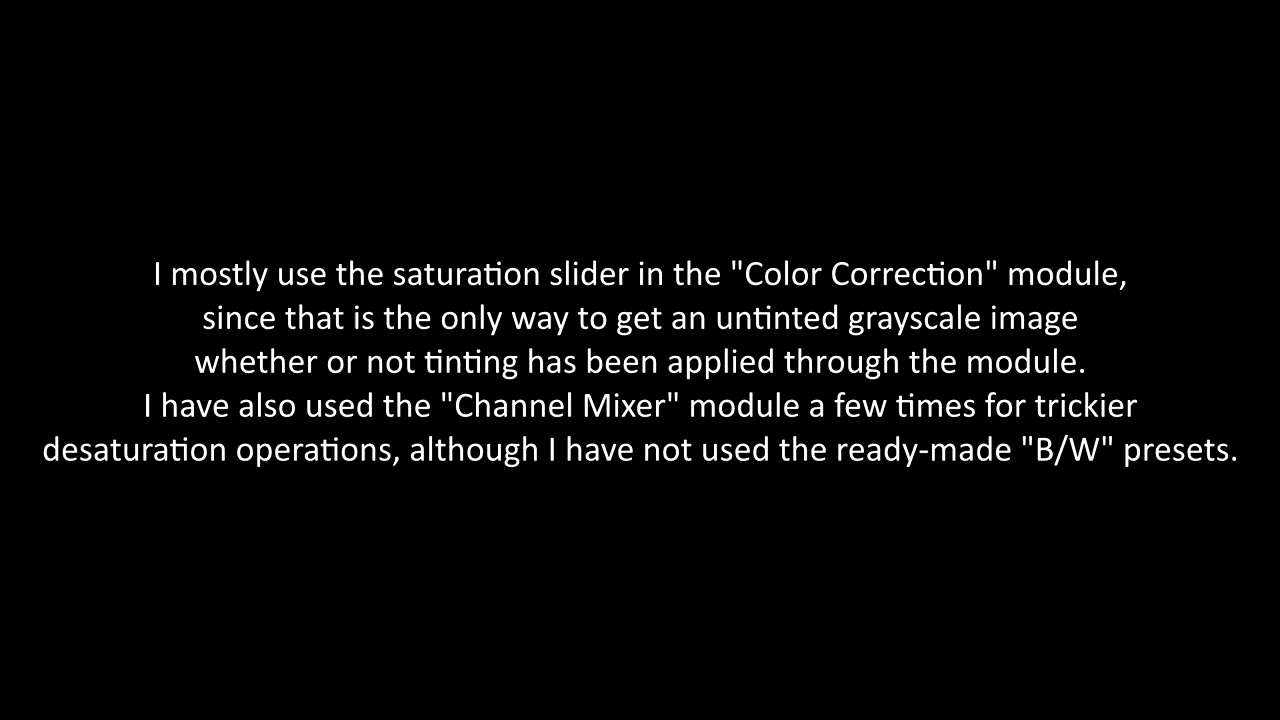 I mostly use the saturation slider in the "Color Correction" module,
since that is the only way to get an untinted grayscale image
whether or not tinting has been applied through the module.
I have also used the "Channel Mixer" module a few times for trickier
desaturation operations, although I have not used the ready-made "B/W" presets.